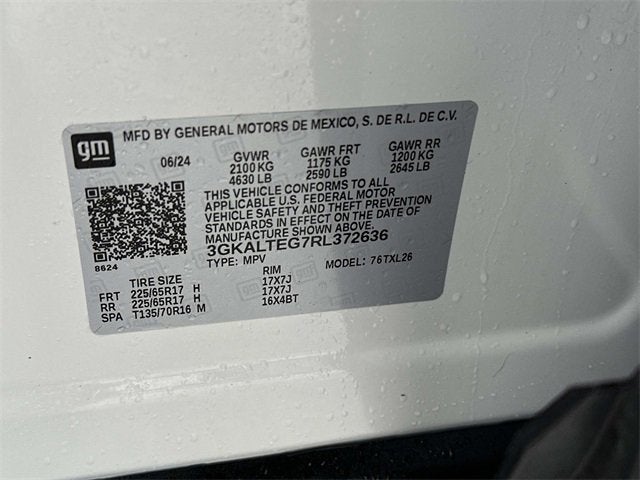 gm MFD BY GENERAL MOTORS DE MEXICO, S. DE R.L. DE C.V.
06/24 GVWR GAWR FRT GAWR RR
2100 KG 1175 KG 1200 KG
4630 LB 2590 LB 2645 LB
THIS VEHICLE CONFORMS TO ALL
APPLICABLE U.S. FEDERAL MOTOR
VEHICLE SAFETY AND THEFT PREVENTION
STANDARDS IN EFFECT ON THE DATE OF
MANUFACTURE SHOWN ABOVE.
3GKALTEG7RL372636
8624 TYPE: MPV MODEL: 76TXL26
TIRE SIZE RIM
FRT 225/65R17 H 17X7J
RR 225/65R17 H 17X7J
SPA T135/70R16 M 16X4BT